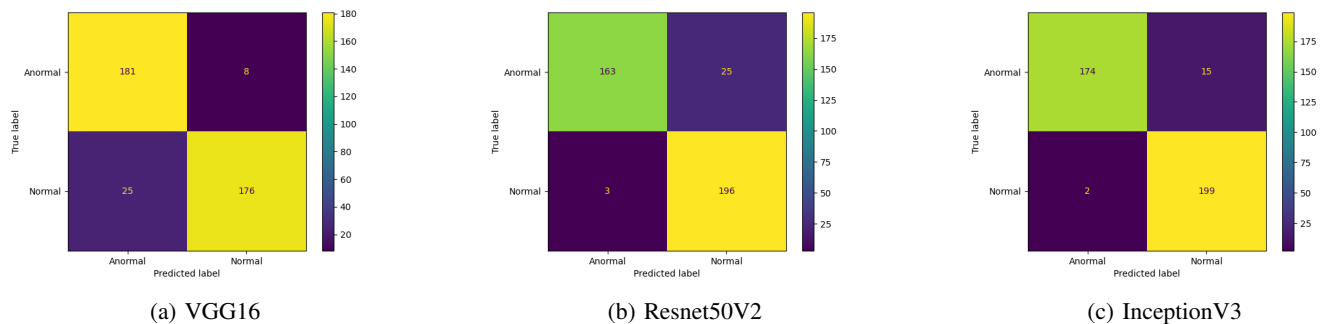 180
160
140
120
100
80
60
40
20
Anormal
Normal
True label
181 8
25 176
Anormal Normal
Predicted label
(a) VGG16
175
150
125
100
75
50
25
Anormal
Normal
True label
163 25
3 196
Anormal Normal
Predicted label
(b) Resnet50V2
175
150
125
100
75
50
25
Anormal
Normal
True label
174 15
2 199
Anormal Normal
Predicted label
(c) InceptionV3